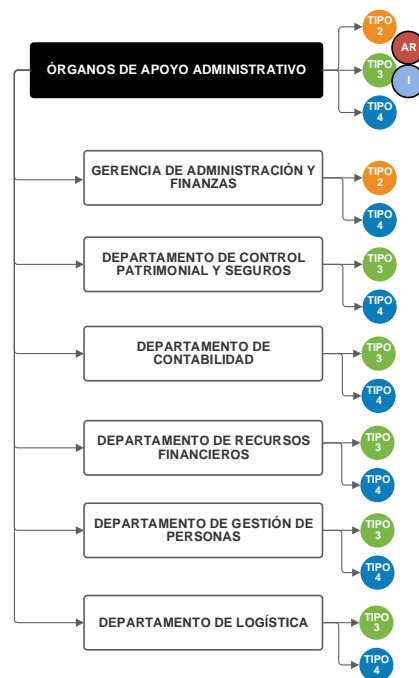 TIPO
2
AR
ÓRGANOS DE APOYO ADMINISTRATIVO
TIPO
3
I
TIPO
4
GERENCIA DE ADMINISTRACIÓN Y
FINANZAS
TIPO
2
TIPO
4
DEPARTAMENTO DE CONTROL
PATRIMONIAL Y SEGUROS
TIPO
3
TIPO
4
DEPARTAMENTO DE
CONTABILIDAD
TIPO
3
TIPO
4
DEPARTAMENTO DE RECURSOS
FINANCIEROS
TIPO
3
TIPO
4
DEPARTAMENTO DE GESTIÓN DE
PERSONAS
TIPO
3
TIPO
4
DEPARTAMENTO DE LOGÍSTICA
TIPO
3
TIPO
4